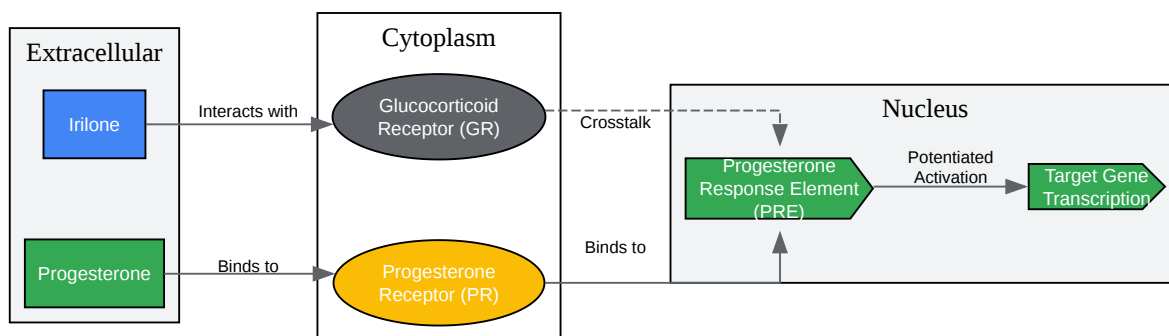 Extracellular
Cytoplasm
Nucleus
Irilone
Interacts with
Glucocorticoid
Receptor (GR)
Crosstalk
Progesterone
Response Element
(PRE)
Potentiated
Activation
Target Gene
Transcription
Progesterone
Binds to
Progesterone
Receptor (PR)
Binds to